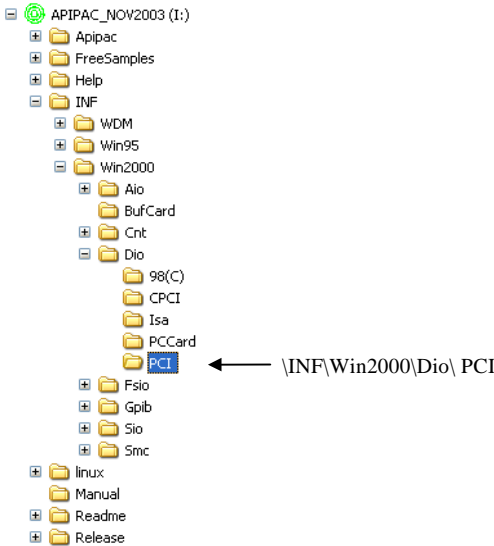 APIPAC_NOV2003 (I:)
Apipac
FreeSamples
Help
INF
WDM
Win95
Win2000
Aio
BufCard
Cnt
Dio
98(C)
CPCI
Isa
PCCard
PCI
\INF\Win2000\Dio\ PCI
Fsio
Gpib
Sio
Smc
linux
Manual
Readme
Release